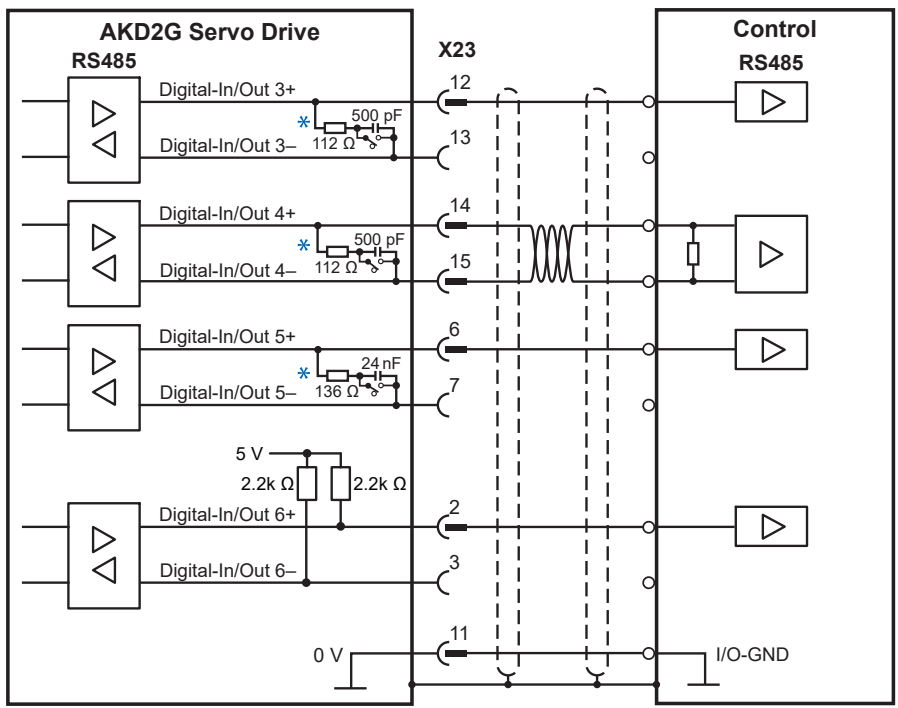 AKD2G Servo Drive
X23
Control
RS485
RS485
Digital-In/Out 3+
12
*
500 pF
112 Ω
Digital-In/Out 3–
13
Digital-In/Out 4+
14
*
500 pF
112 Ω
Digital-In/Out 4–
15
Digital-In/Out 5+
6
*
24 nF
136 Ω
Digital-In/Out 5–
7
5 V
2.2k Ω
2.2k Ω
Digital-In/Out 6+
2
Digital-In/Out 6–
3
11
0 V
I/O-GND